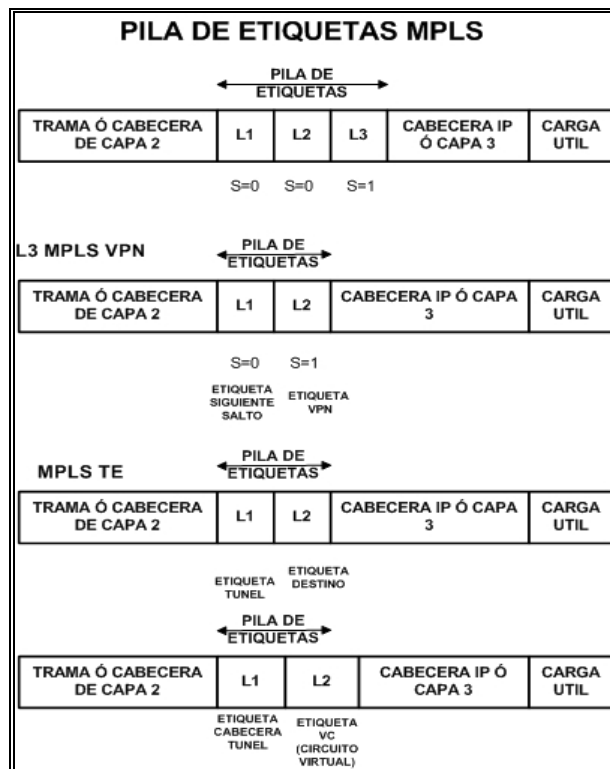 PILA DE ETIQUETAS MPLS
PILA DE
ETIQUETAS
TRAMA Ó CABECERA
DE CAPA 2
L1
L2
L3
CABECERA IP
Ó CAPA 3
CARGA
UTIL
S=0
S=0
S=1
L3 MPLS VPN
PILA DE
ETIQUETAS
TRAMA Ó CABECERA
DE CAPA 2
L1
L2
CABECERA IP Ó CAPA
3
CARGA
UTIL
S=0
S=1
ETIQUETA
SIGUIENTE
SALTO
ETIQUETA
VPN
MPLS TE
PILA DE
ETIQUETAS
TRAMA Ó CABECERA
DE CAPA 2
L1
L2
CABECERA IP Ó CAPA
3
CARGA
UTIL
ETIQUETA
TUNEL
ETIQUETA
DESTINO
PILA DE
ETIQUETAS
TRAMA Ó CABECERA
DE CAPA 2
L1
L2
CABECERA IP Ó
CAPA 3
CARGA
UTIL
ETIQUETA
CABECERA
TUNEL
ETIQUETA
VC
(CIRCUITO
VIRTUAL)